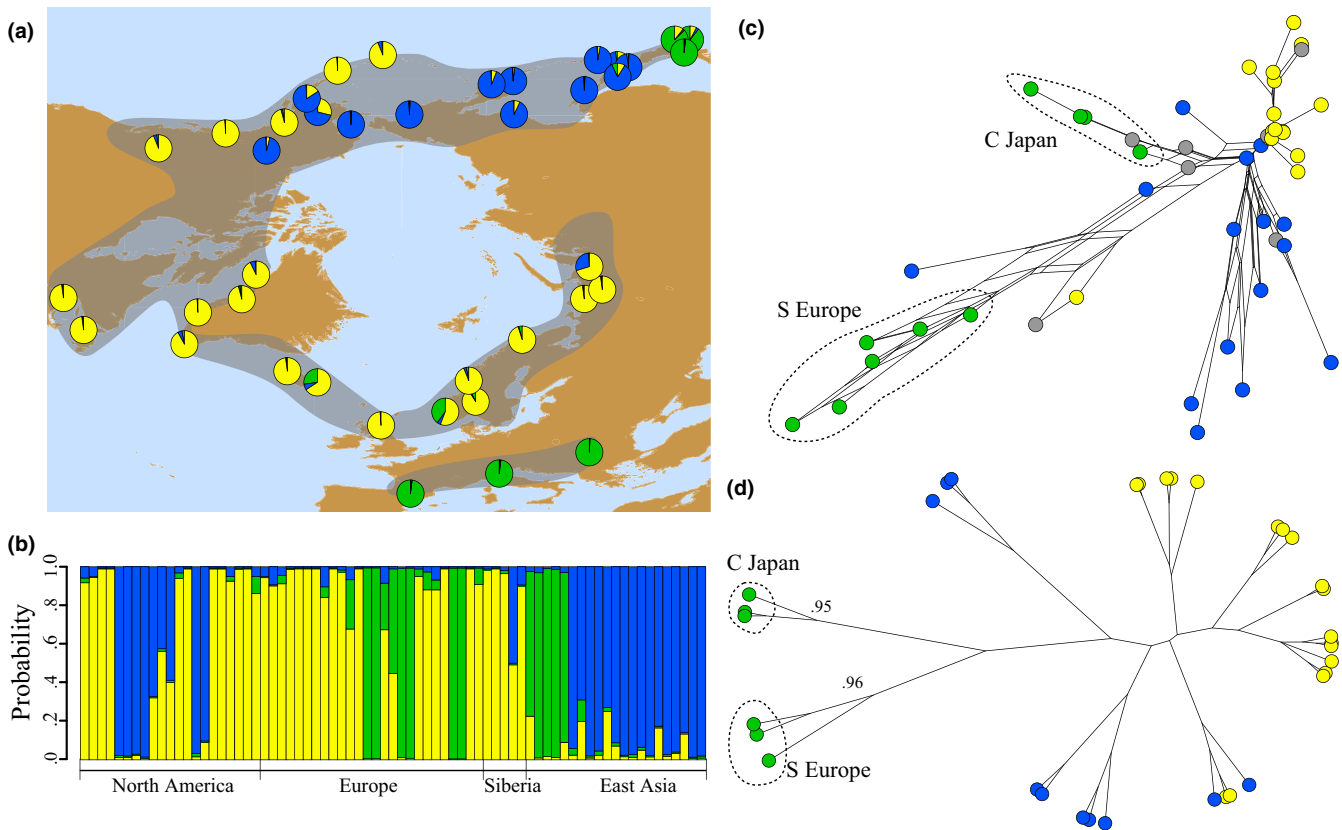 (a)
(b)
Probability
1.0
.8
.6
.4
.2
.0
North America
Europe
Siberia
East Asia
(c)
C Japan
S Europe
(d)
C Japan
.95
.96
S Europe